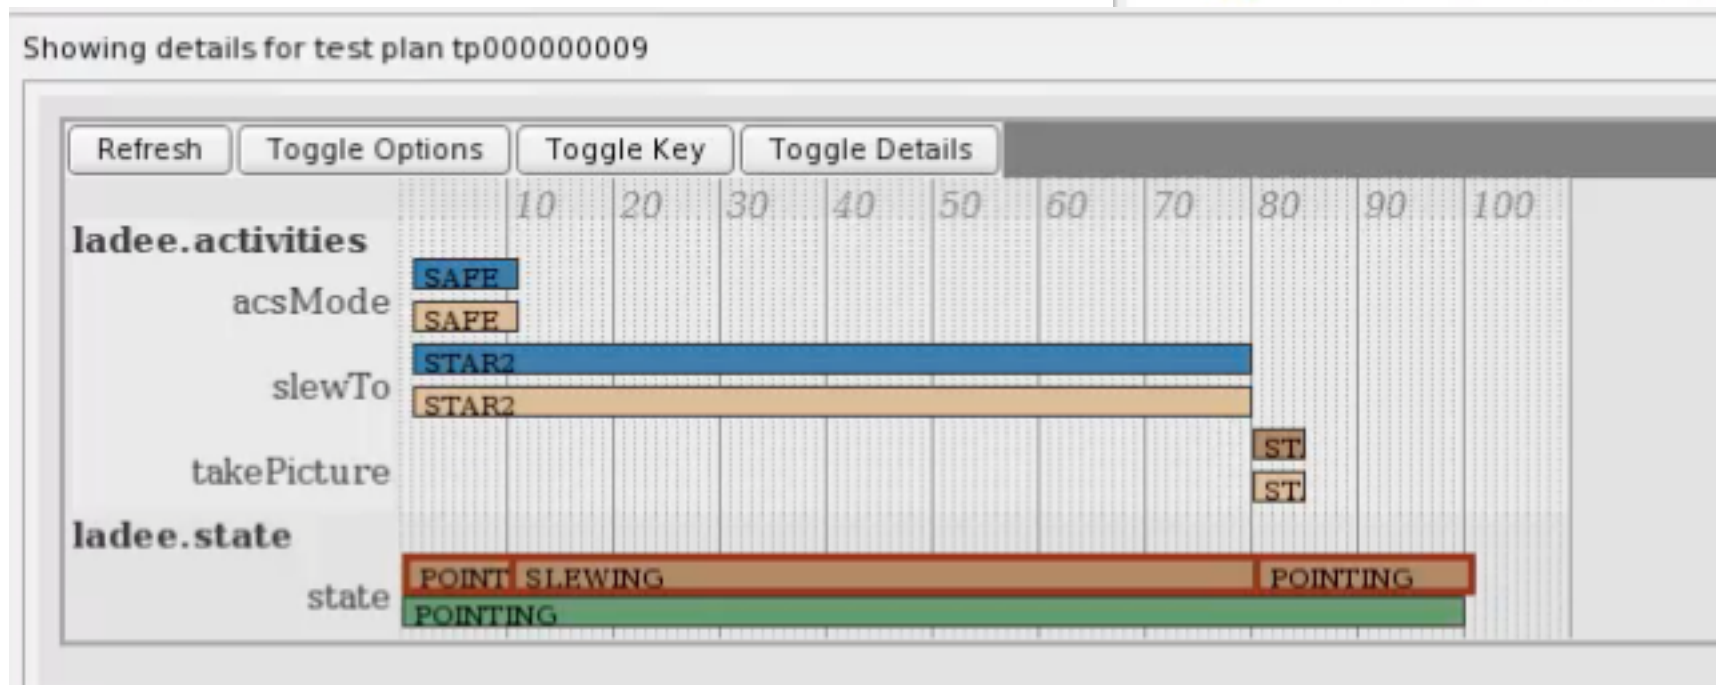 Showing details for test plan tp000000009
Refresh Toggle Options Toggle Key Toggle Details
10 20 30 40 50 60 70 80 90 100
ladee.activities
SAFE
acsMode
SAFE
STAR2
slewTo
STAR2
ST
takePicture
ST
ladee.state
POINT SLEWING POINTING
state
POINTING